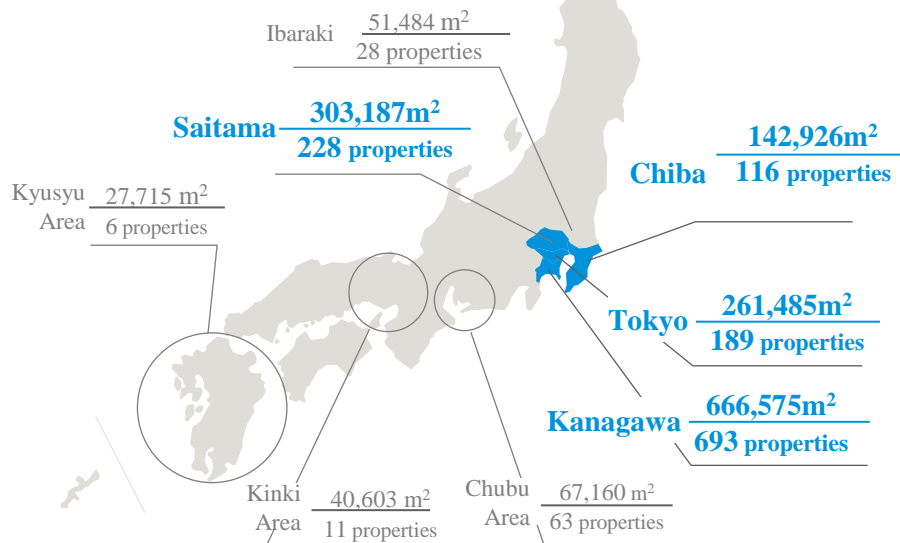 Ibaraki
51,484 m²
28 properties
Saitama
303,187m²
228 properties
Chiba
142,926m²
116 properties
Kyusyu
Area
27,715 m²
6 properties
Tokyo
261,485m²
189 properties
Kanagawa
666,575m²
693 properties
Kinki
Area
40,603 m²
11 properties
Chubu
Area
67,160 m²
63 properties